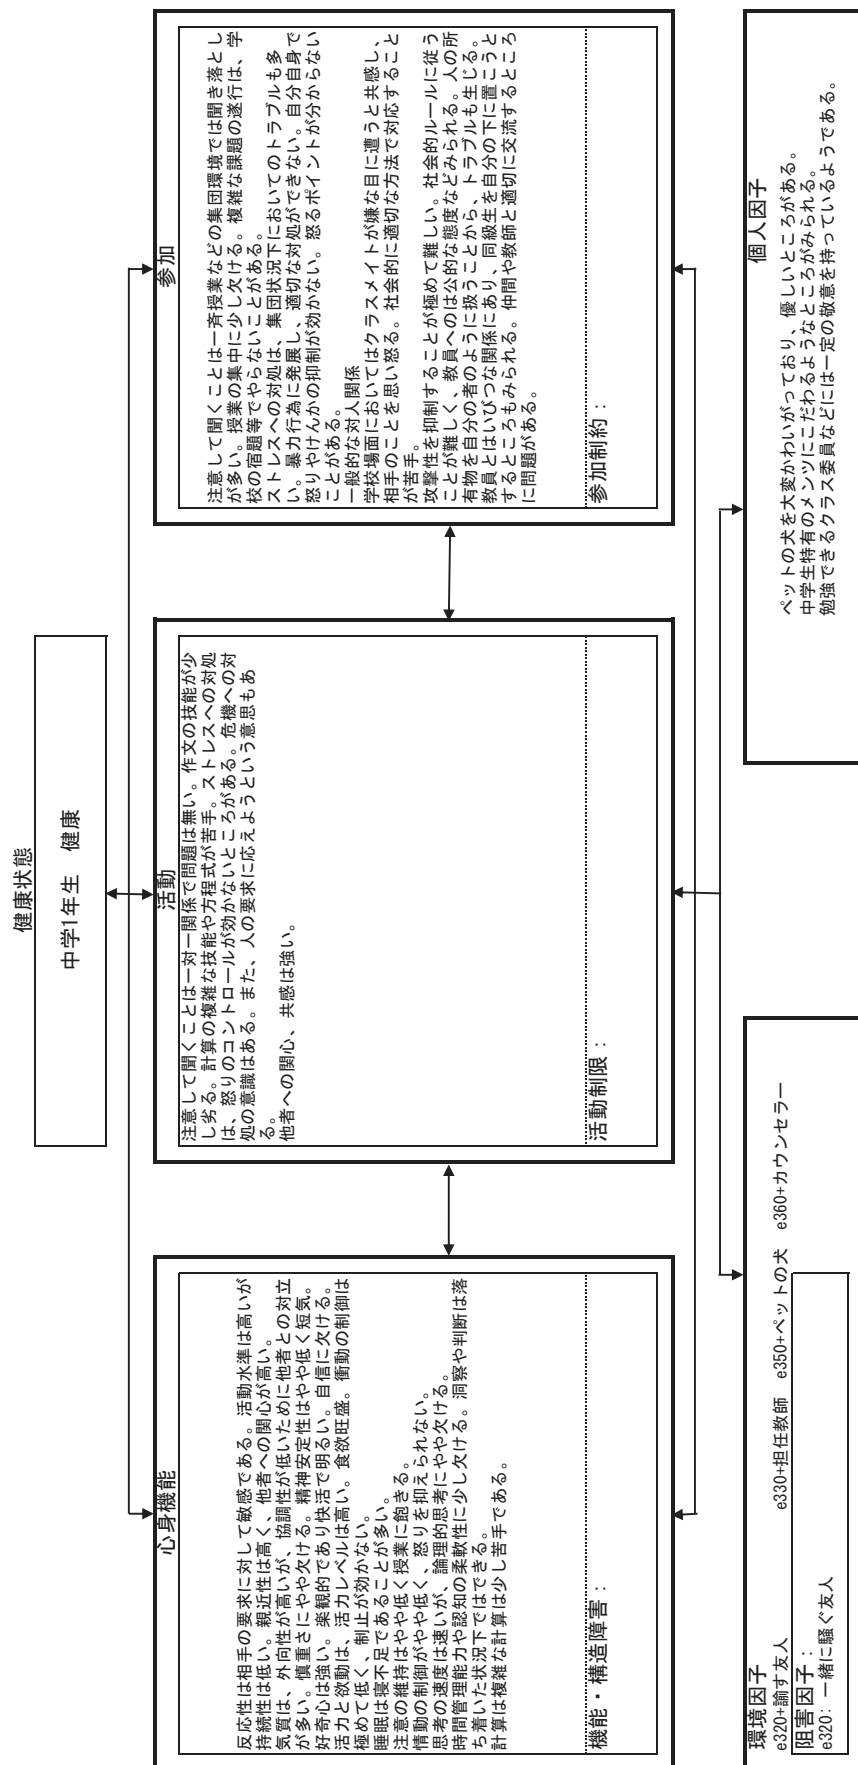 健康状態
中学1年生　健康
心身機能
反応性は相手の要求に対して敏感である。活動水準は高いが
持続性は低い。親近性は高く、他者への関心が高い。
気質は、外向性が高いが、協調性が低いために他者との対立
が多い。慎重さにやや欠ける。精神安定性はやや低く短気。
好奇心は強い。楽観的であり快活で明るい。自信に欠ける。
活力と欲動は、活力レベルは高い。食欲旺盛。衝動の制御は
極めて低く、制止が効かない。
睡眠は寝不足であることが多い。
注意の維持はやや低く授業に飽きる。
情動の制御がやや低く、怒りを抑えられない。
思考の速度は速いが、論理的思考にやや欠ける。
時間管理能力や認知の柔軟性に少し欠ける。洞察や判断は落
ち着いた状況下ではできる。
計算は複雑な計算は少し苦手である。
機能・構造障害：
活動
注意して聞くことは一対一関係で問題は無い。作文の技能が少
し劣る。計算の複雑な技能や方程式が苦手。ストレスへの対処
は、怒りのコントロールが効かないところがある。危機への対
処の意識はある。また、人の要求に応えようという意思もあ
る。
他者への関心、共感は強い。
活動制限：
参加
注意して聞くことは一斉授業などの集団環境では聞き落とし
が多い。授業の集中に少し欠ける。複雑な課題の遂行は、学
校の宿題等でやらないことがある。
ストレスへの対処は、集団状況下においてのトラブルも多
い。暴力行為に発展し、適切な対処ができない。自分自身で
怒りやけんかの抑制が効かない。怒るポイントが分からない
ことがある。
一般的な対人関係
学校場面においてはクラスメイトが嫌な目に遭うと共感し、
相手のことを思い怒る。社会的に適切な方法で対応すること
が苦手。
攻撃性を抑制することが極めて難しい。社会的ルールに従う
ことが難しく、教員へのは公的な態度などみられる。人の所
有物を自分の者のように扱うことから、トラブルも生じる。
教員とはいびつな関係にあり、同級生を自分の下に置こうと
するところもみられる。仲間や教師と適切に交流するところ
に問題がある。
参加制約：
環境因子
e320+諭す友人　e330+担任教師　e350+ペットの犬　e360+カウンセラー
阻害因子：
e320: 一緒に騒ぐ友人
個人因子
ペットの犬を大変かわいがっており、優しいところがある。
中学生特有のメンツにこだわるようなところがみられる。
勉強できるクラス委員などには一定の敬意を持っているようである。